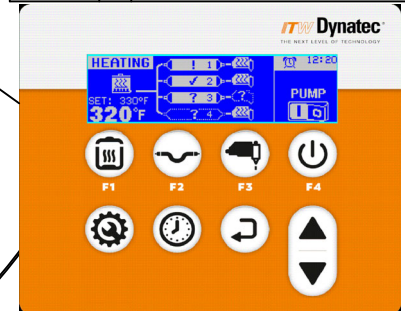 ITW Dynatec®
THE NEXT LEVEL OF TECHNOLOGY
HEATING
! 1
✓ 2
? 3
? 4
?
12:20
SET: 330°F
320°F
PUMP
F1 F2 F3 F4